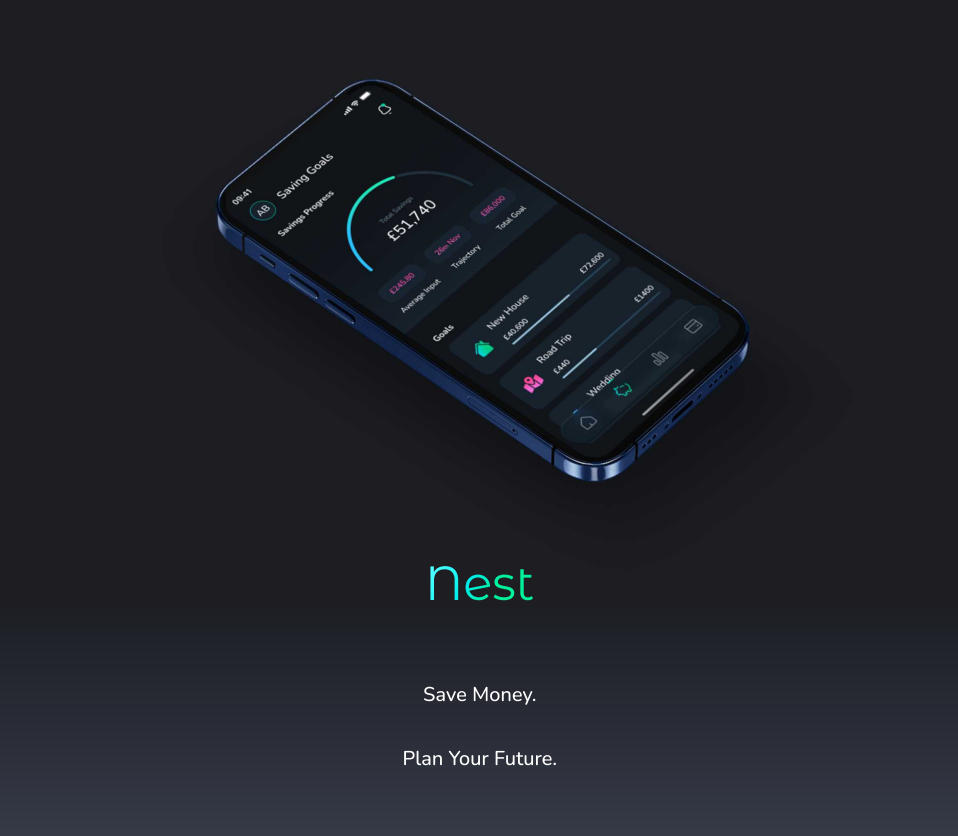 09:41
AB
Saving Goals
Savings Progress
Total Savings
£51,740
£245.80
26th Nov
£86,000
Average Input
Trajectory
Total Goal
Goals
New House
£40,600
£72,600
Road Trip
£440
£1400
Wedding
Nest
Save Money.
Plan Your Future.